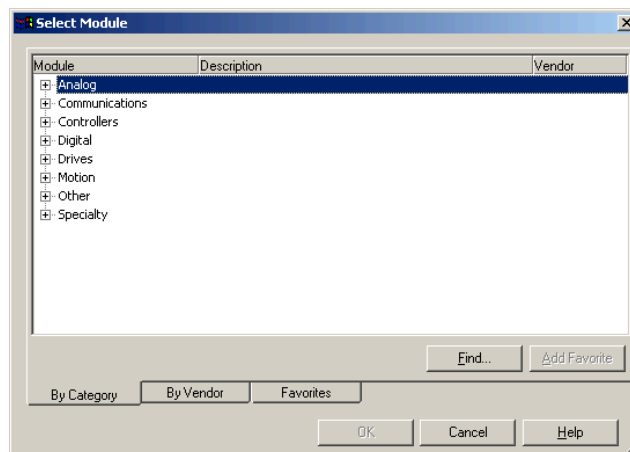 Select Module
Module Description Vendor
Analog
Communications
Controllers
Digital
Drives
Motion
Other
Specialty
Find... Add Favorite
By Category By Vendor Favorites
OK Cancel Help